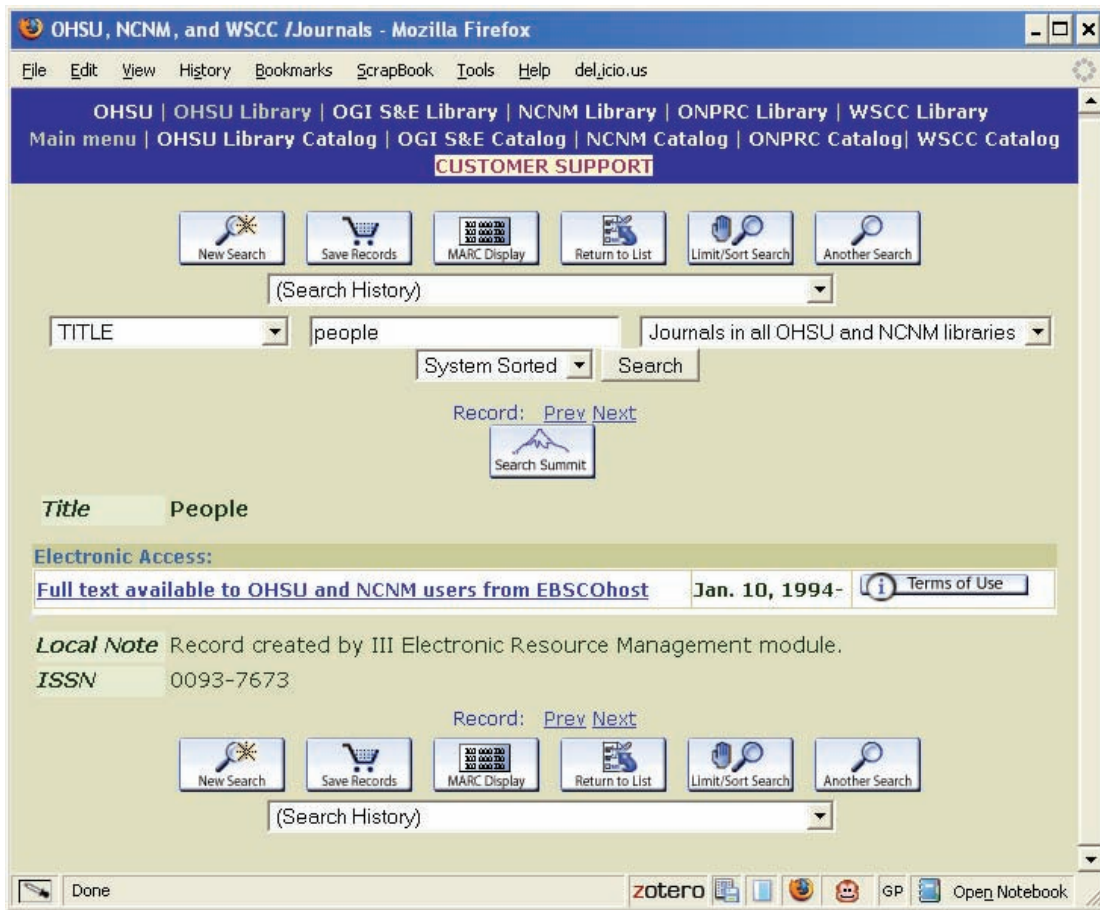 OHSU, NCNM, and WSCC /Journals - Mozilla Firefox
File Edit View History Bookmarks ScrapBook Tools Help del.icio.us
OHSU | OHSU Library | OGI S&E Library | NCNM Library | ONPRC Library | WSCC Library
Main menu | OHSU Library Catalog | OGI S&E Catalog | NCNM Catalog | ONPRC Catalog| WSCC Catalog
CUSTOMER SUPPORT
New Search Save Records MARC Display Return to List Limit/Sort Search Another Search
(Search History)
TITLE people Journals in all OHSU and NCNM libraries
System Sorted Search
Record: Prev Next
Search Summit
Title People
Electronic Access:
Full text available to OHSU and NCNM users from EBSCOhost Jan. 10, 1994- Terms of Use
Local Note Record created by III Electronic Resource Management module.
ISSN 0093-7673
Record: Prev Next
New Search Save Records MARC Display Return to List Limit/Sort Search Another Search
(Search History)
Done zotero GP Open Notebook